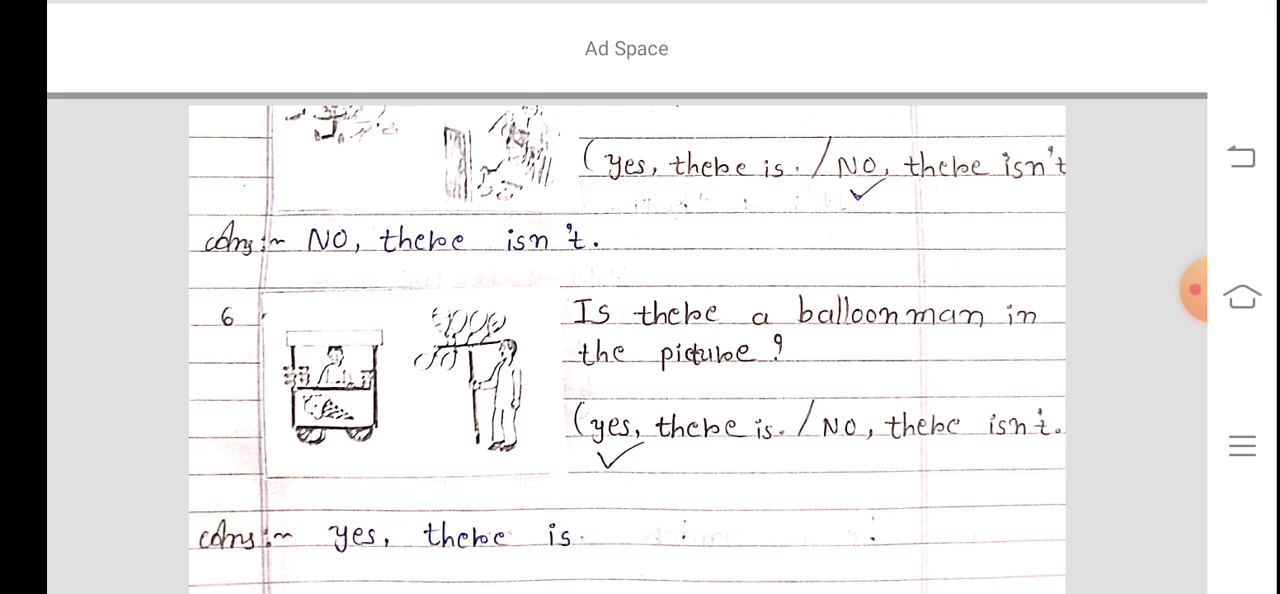 Ad Space
(yes, there is. / NO, there isn't
Ans :- NO, there isn't.
6 Is there a balloonman in
the picture?
(yes, there is. / NO, there isn't.
Ans :- yes, there is.